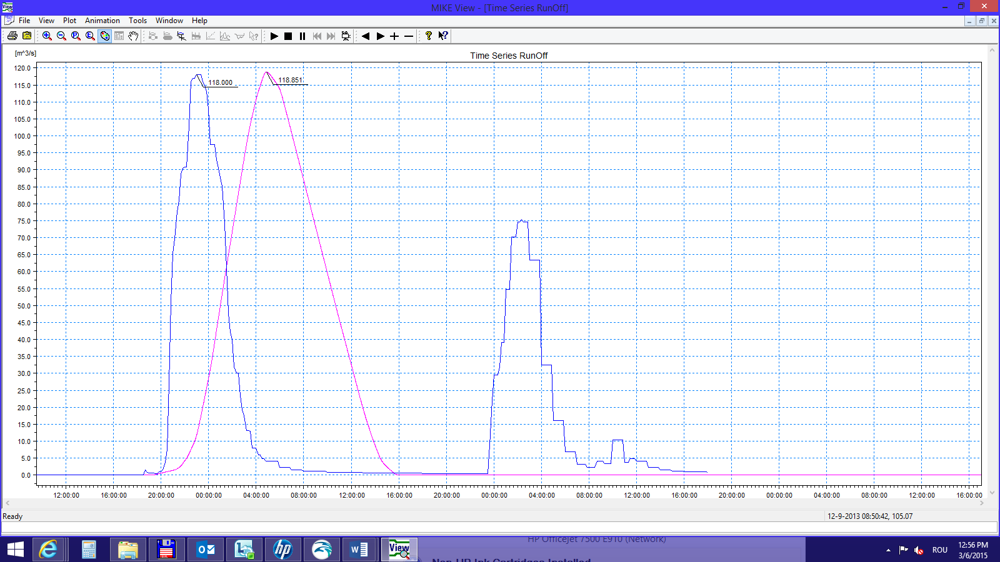 MIKE View - [Time Series RunOff]
File View Plot Animation Tools Window Help
[m^3/s]
Time Series RunOff
120.0
115.0
110.0
105.0
100.0
95.0
90.0
85.0
80.0
75.0
70.0
65.0
60.0
55.0
50.0
45.0
40.0
35.0
30.0
25.0
20.0
15.0
10.0
5.0
0.0
118.000
118.851
12:00:00 16:00:00 20:00:00 00:00:00 04:00:00 08:00:00 12:00:00 16:00:00 20:00:00 00:00:00 04:00:00 08:00:00 12:00:00 16:00:00 20:00:00 00:00:00 04:00:00 08:00:00 12:00:00 16:00:00
Ready
12-9-2013 08:50:42, 105.07
HP Officejet 7500 E910 (Network)
Non-HP Ink Cartridges Installed
View
ROU
12:56 PM
3/6/2015